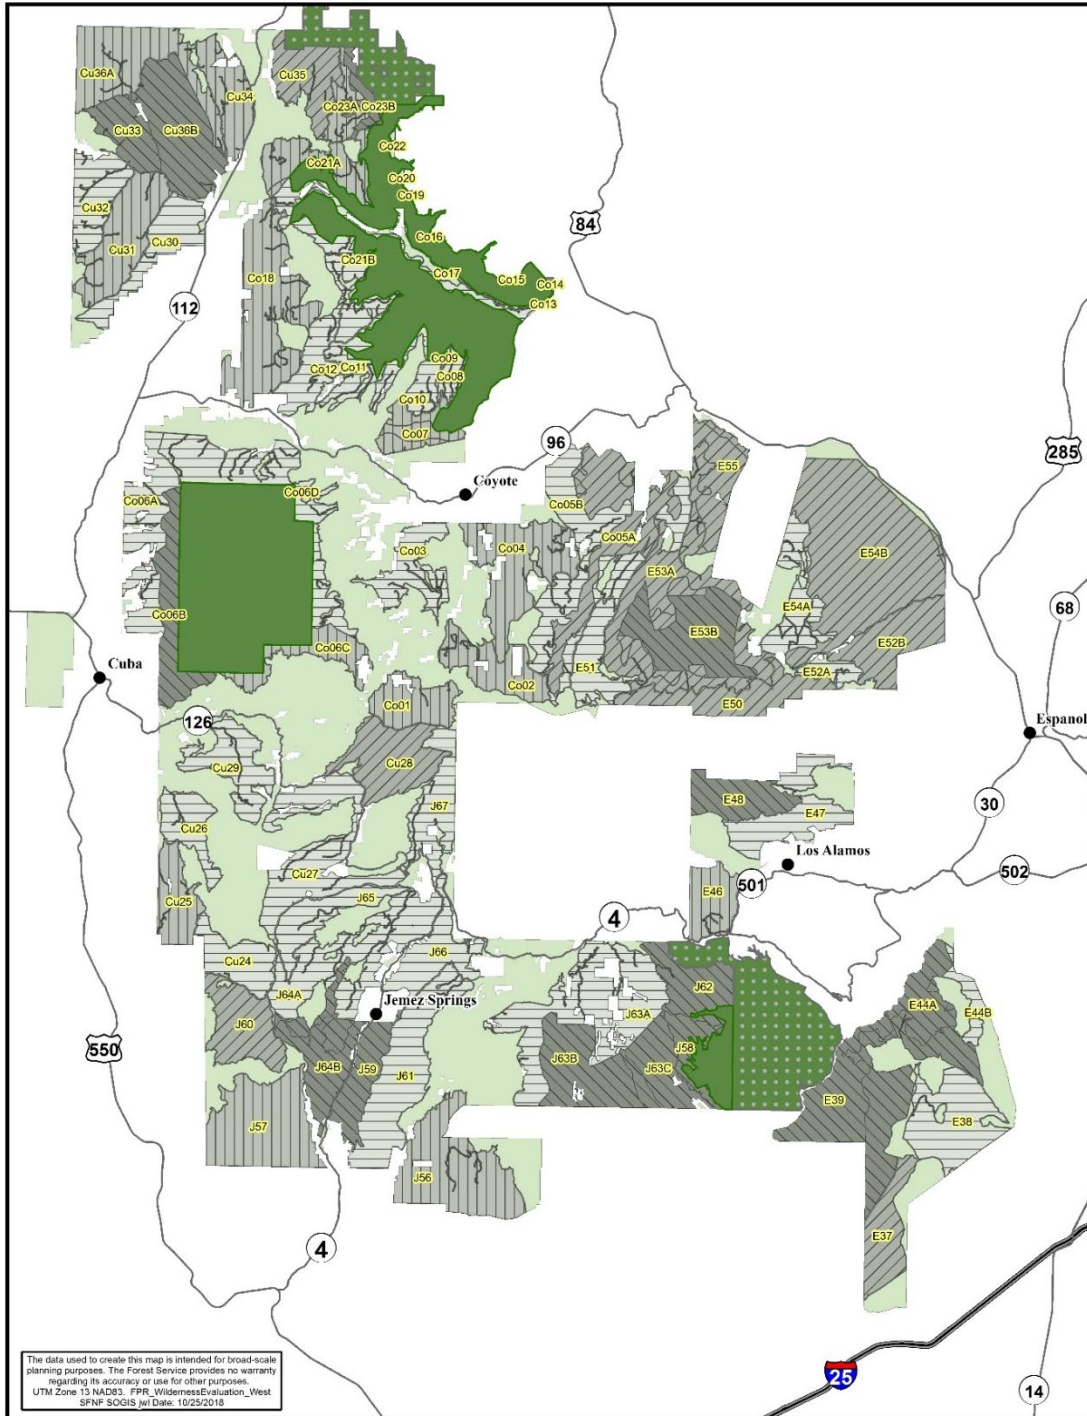 Cu36A
Cu35
Cu34
Co23A
Co23B
Cu33
Cu36B
Co22
Co21A
Co20
Co19
Cu32
Cu31
Cu30
Co16
84
Co18
Co21B
Co17
Co15
Co14
Co13
112
Co09
Co12
Co11
Co08
Co10
Co07
96
285
E55
Coyote
Co06A
Co06D
Co05B
Co03
Co04
Co05A
E54B
E53A
E54A
68
Co06B
E53B
Co06C
E52B
Cuba
E51
E52A
Co02
E50
Co01
126
Espanol
Cu28
Cu29
J67
E48
E47
30
Cu26
Los Alamos
Cu27
E46
501
502
J65
Cu25
4
J66
Cu24
J62
J64A
Jemez Springs
E44A
E44B
J63A
J60
550
J58
J63B
J64B
J59
J61
J63C
E39
E38
J57
J56
E37
4
The data used to create this map is intended for broad-scale
planning purposes. The Forest Service provides no warranty
regarding its accuracy or use for other purposes.
UTM Zone 13 NAD83. FPR_WildernessEvaluation_West
SFNF SOGIS jwl Date: 10/25/2018
25
14